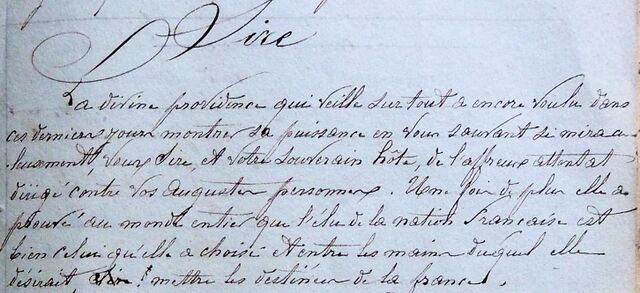 Sire
La divine providence qui veille sur tout a encore voulu dans
ces derniers jours montrer sa puissance en vous sauvant si miracu-
leusement, vous Sire, et votre souverain hôte, de l'affreux attentat
dirigé contre vos augustes personnes. Une fois de plus elle a
prouvé au monde entier que l'élu de la nation française est
bien celui qu'elle a choisi et entre les mains duquel elle
désirait, mettre les destinées de la france.